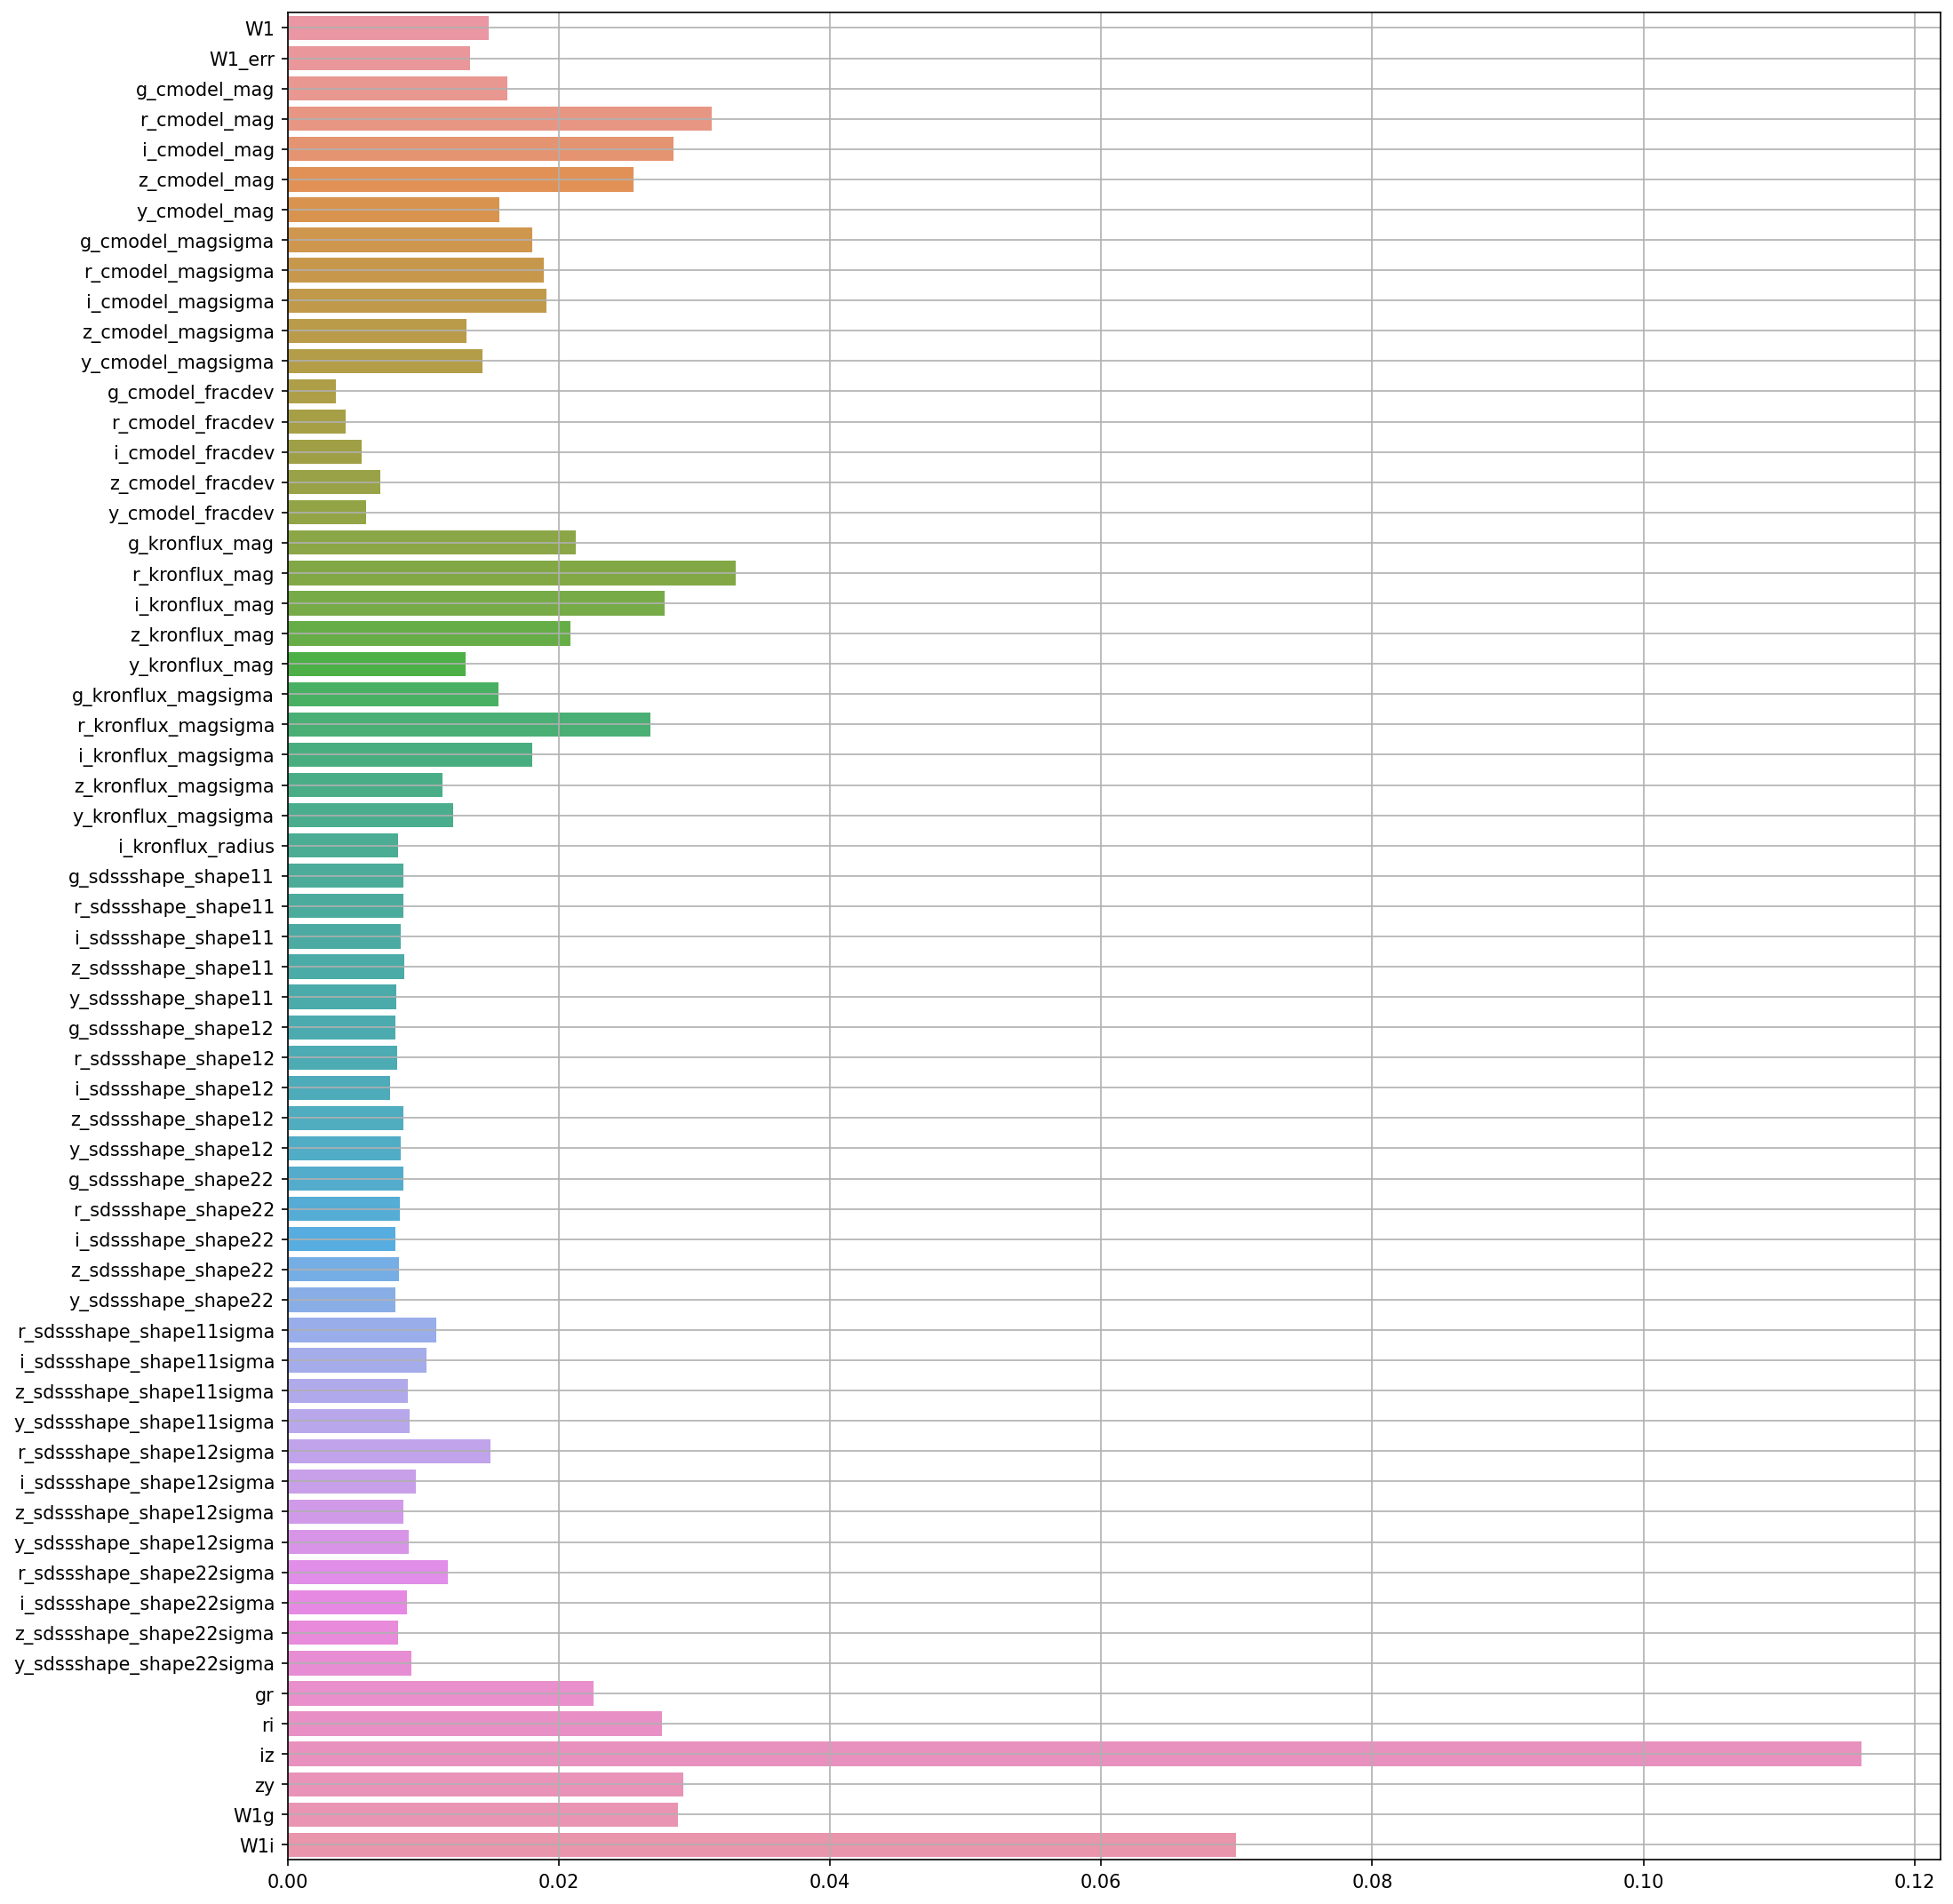 W1
W1_err
g_cmodel_mag
r_cmodel_mag
i_cmodel_mag
z_cmodel_mag
y_cmodel_mag
g_cmodel_magsigma
r_cmodel_magsigma
i_cmodel_magsigma
z_cmodel_magsigma
y_cmodel_magsigma
g_cmodel_fracdev
r_cmodel_fracdev
i_cmodel_fracdev
z_cmodel_fracdev
y_cmodel_fracdev
g_kronflux_mag
r_kronflux_mag
i_kronflux_mag
z_kronflux_mag
y_kronflux_mag
g_kronflux_magsigma
r_kronflux_magsigma
i_kronflux_magsigma
z_kronflux_magsigma
y_kronflux_magsigma
i_kronflux_radius
g_sdssshape_shape11
r_sdssshape_shape11
i_sdssshape_shape11
z_sdssshape_shape11
y_sdssshape_shape11
g_sdssshape_shape12
r_sdssshape_shape12
i_sdssshape_shape12
z_sdssshape_shape12
y_sdssshape_shape12
g_sdssshape_shape22
r_sdssshape_shape22
i_sdssshape_shape22
z_sdssshape_shape22
y_sdssshape_shape22
r_sdssshape_shape11sigma
i_sdssshape_shape11sigma
z_sdssshape_shape11sigma
y_sdssshape_shape11sigma
r_sdssshape_shape12sigma
i_sdssshape_shape12sigma
z_sdssshape_shape12sigma
y_sdssshape_shape12sigma
r_sdssshape_shape22sigma
i_sdssshape_shape22sigma
z_sdssshape_shape22sigma
y_sdssshape_shape22sigma
gr
ri
iz
zy
W1g
W1i
0.00 0.02 0.04 0.06 0.08 0.10 0.12